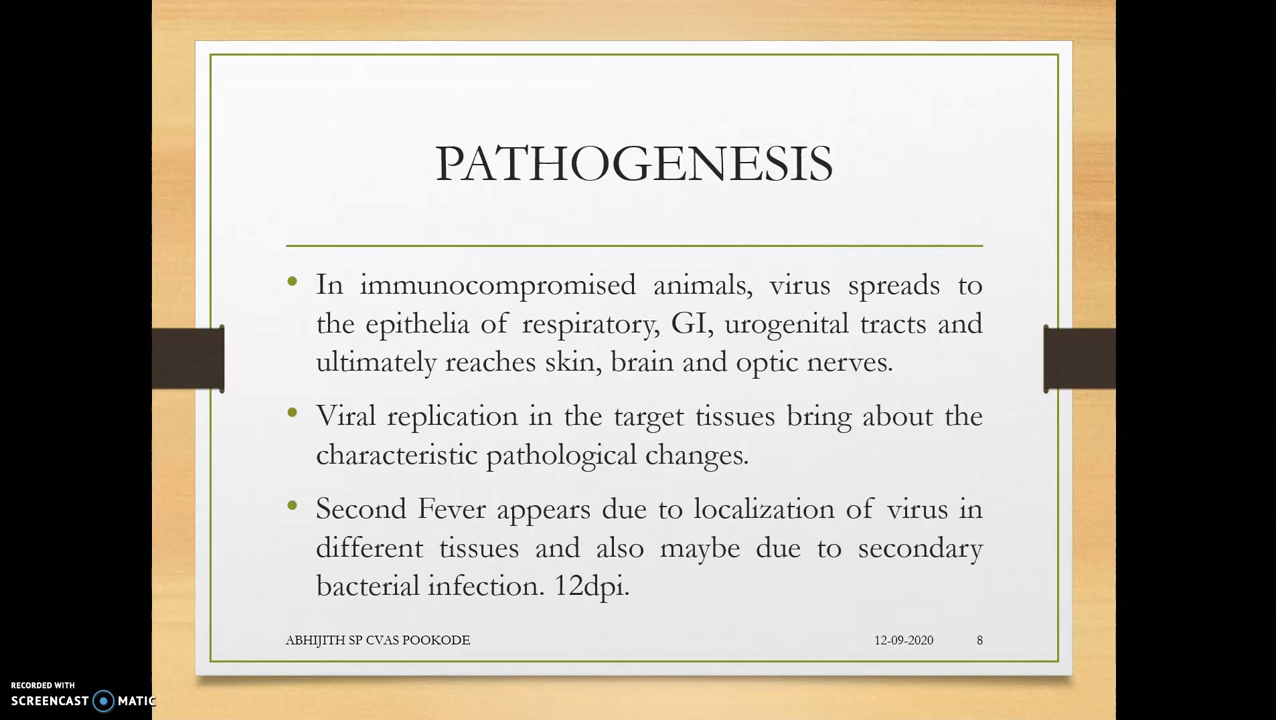 PATHOGENESIS
• In immunocompromised animals, virus spreads to
the epithelia of respiratory, GI, urogenital tracts and
ultimately reaches skin, brain and optic nerves.
• Viral replication in the target tissues bring about the
characteristic pathological changes.
• Second Fever appears due to localization of virus in
different tissues and also maybe due to secondary
bacterial infection. 12dpi.
ABHIJITH SP CVAS POOKODE 12-09-2020 8
RECORDED WITH
SCREENCAST MATIC